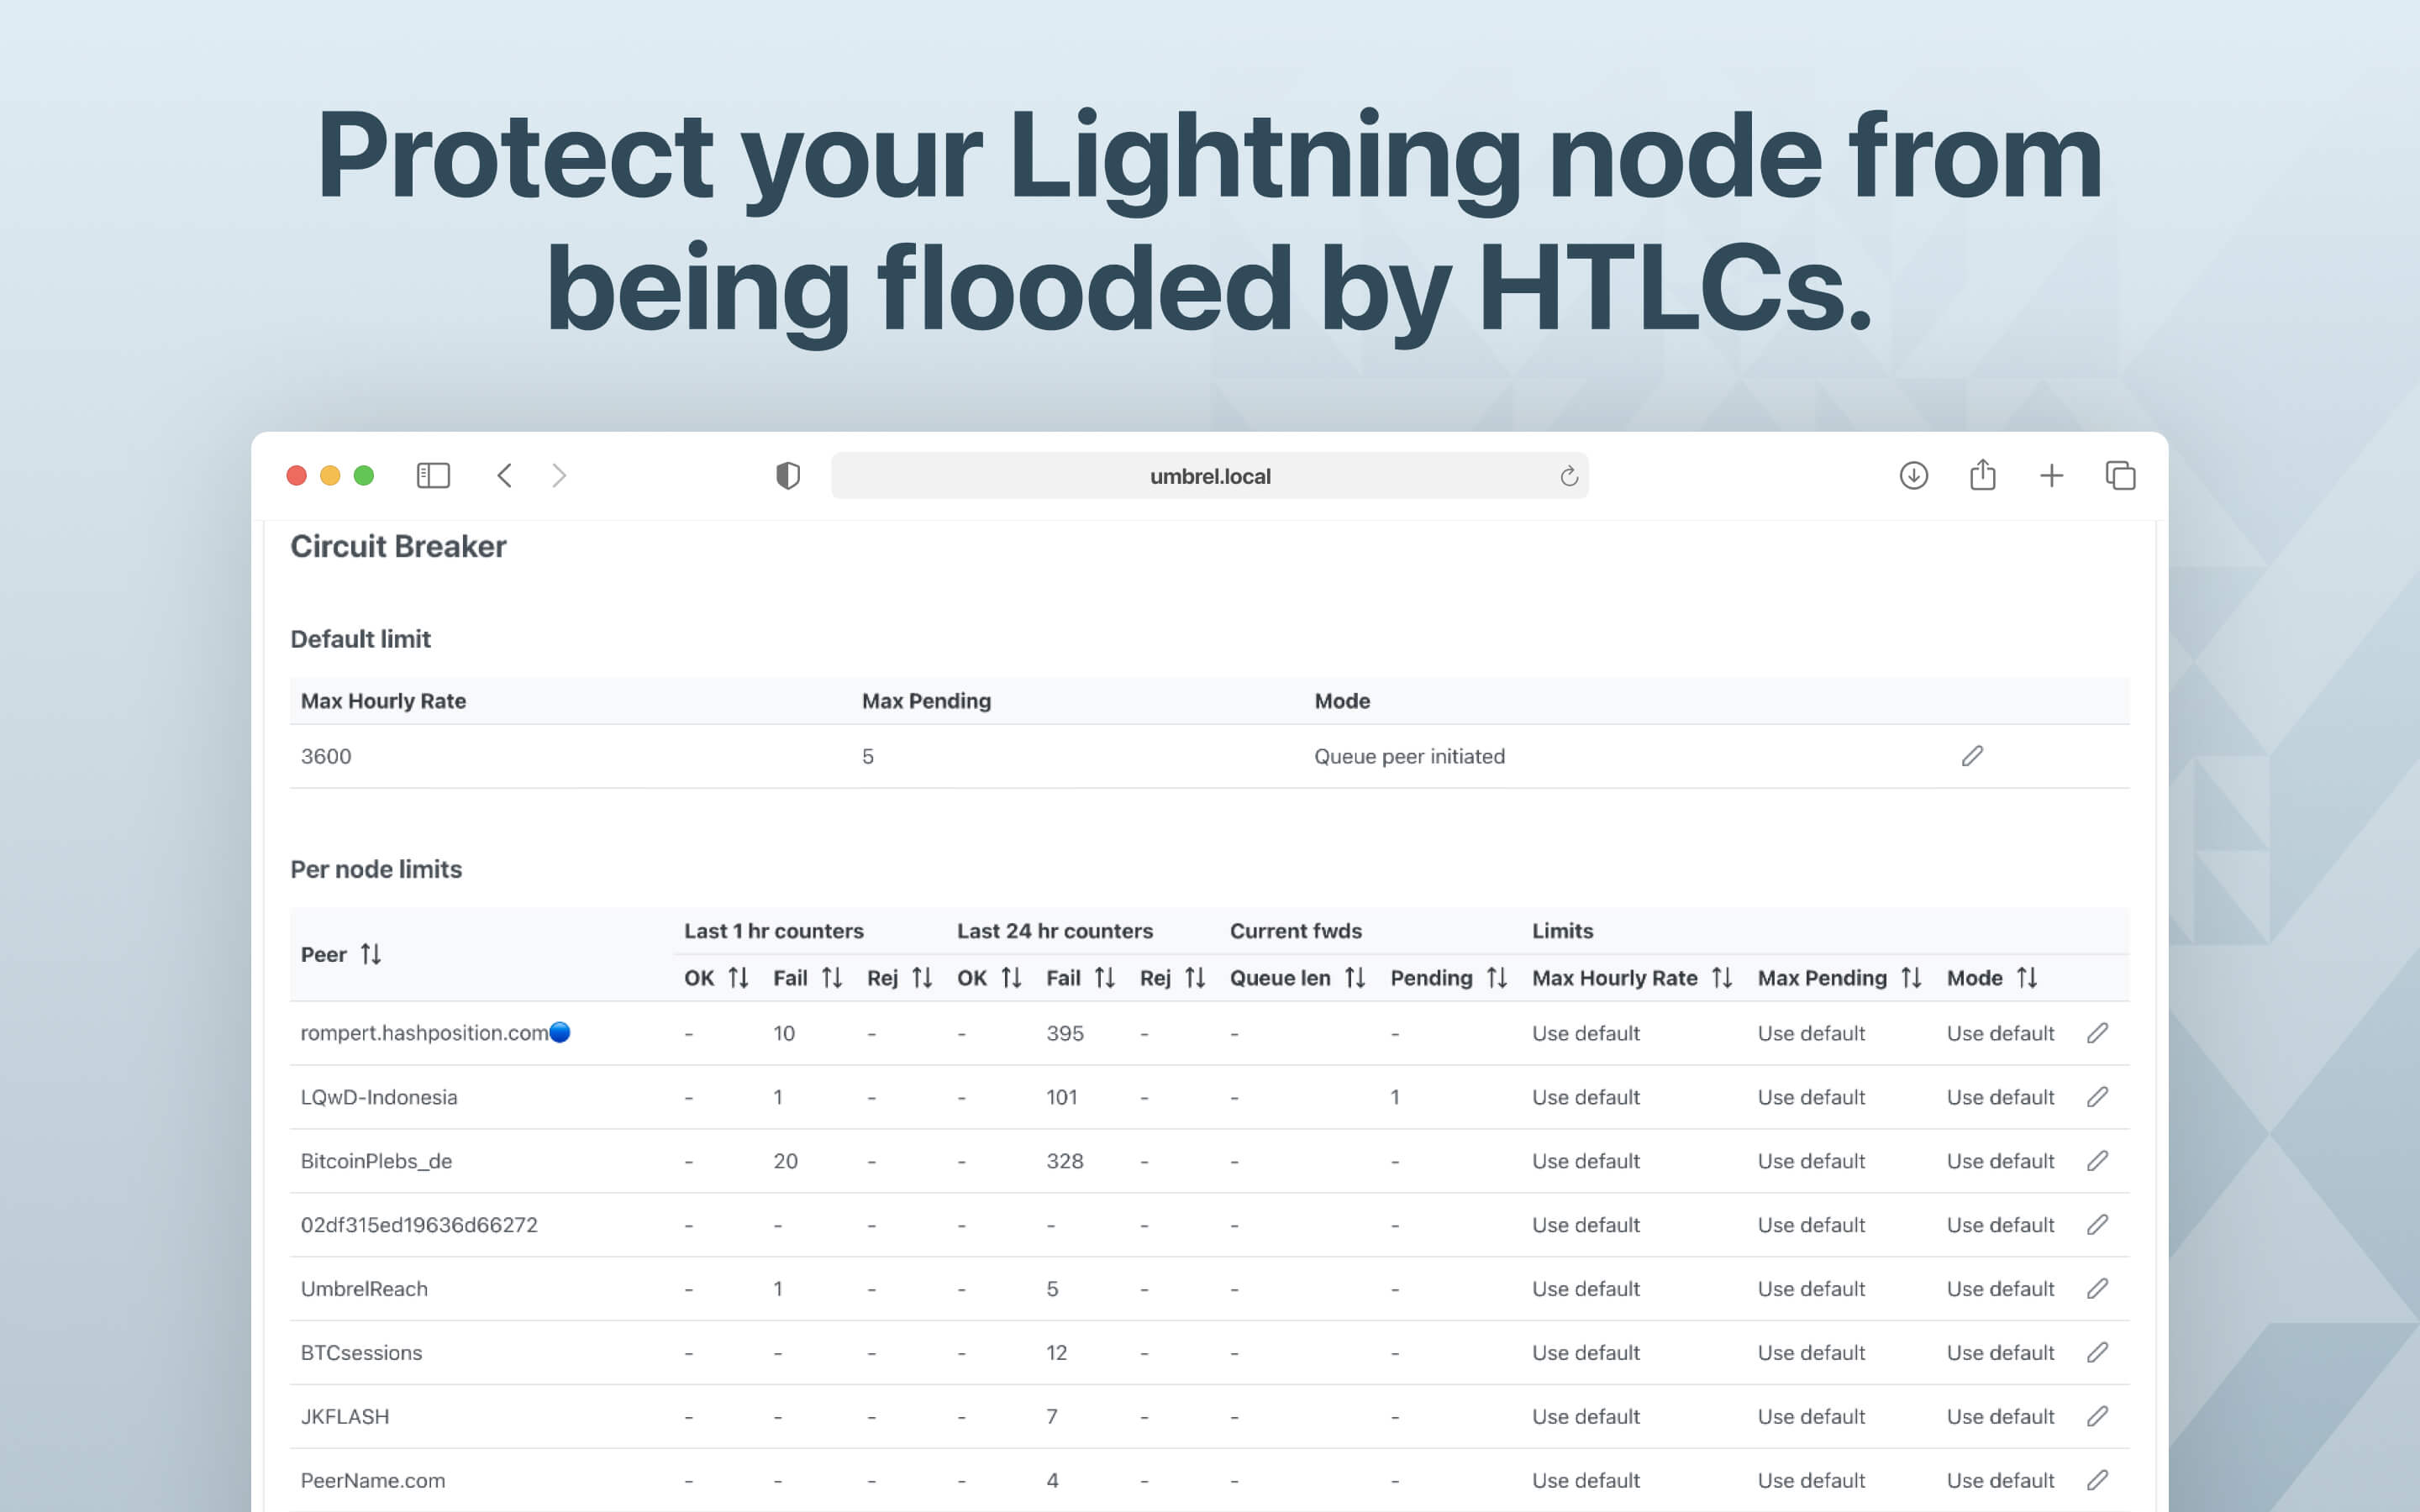 Protect your Lightning node from
being flooded by HTLCs.
umbrel.local
Circuit Breaker
Default limit
Max Hourly Rate Max Pending Mode
3600 5 Queue peer initiated
Per node limits
Peer Last 1 hr counters Last 24 hr counters Current fwds Limits
OK Fail Rej OK Fail Rej Queue len Pending Max Hourly Rate Max Pending Mode
rompert.hashposition.com - 10 - - 395 - - - Use default Use default Use default
LQwD-Indonesia - 1 - - 101 - - 1 Use default Use default Use default
BitcoinPlebs_de - 20 - - 328 - - - Use default Use default Use default
02df315ed19636d66272 - - - - - - - - Use default Use default Use default
UmbrelReach - 1 - - 5 - - - Use default Use default Use default
BTCsessions - - - - 12 - - - Use default Use default Use default
JKFLASH - - - - 7 - - - Use default Use default Use default
PeerName.com - - - - 4 - - - Use default Use default Use default